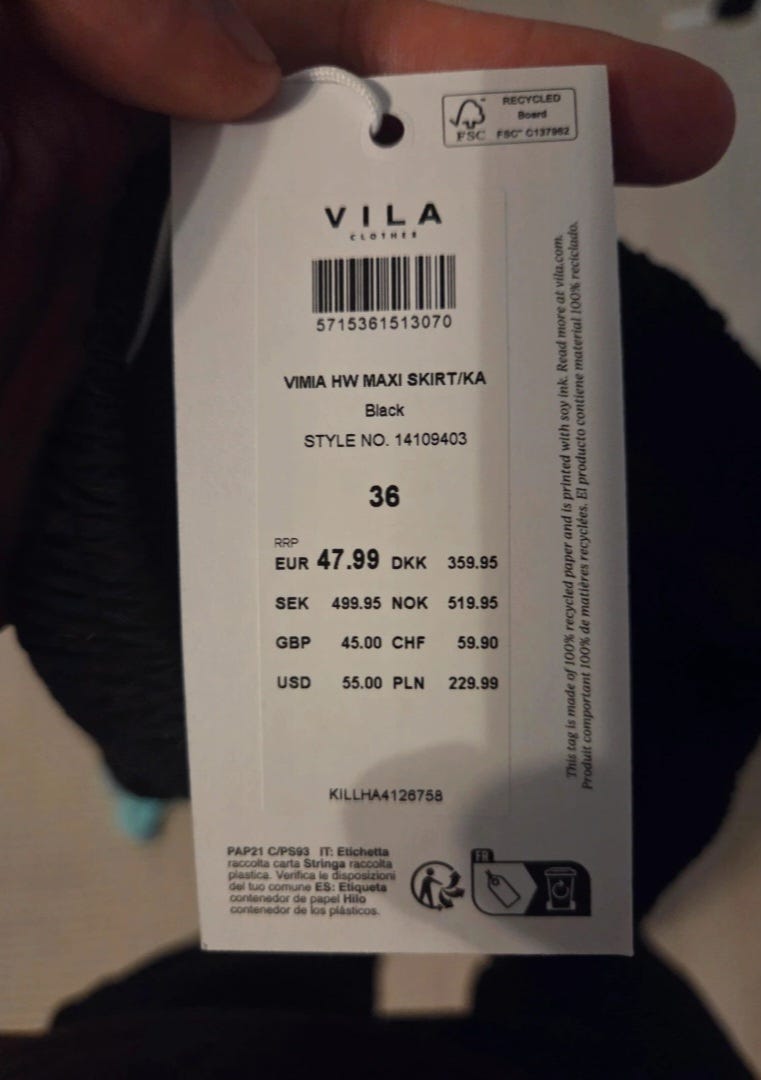 RECYCLED
Board
FSC
FSC™ C137982
VILA
CLOTHES
5715361513070
VIMIA HW MAXI SKIRT/KA
Black
STYLE NO. 14109403
36
RRP
EUR 47.99 DKK 359.95
SEK 499.95 NOK 519.95
GBP 45.00 CHF 59.90
USD 55.00 PLN 229.99
KILLHA4126758
PAP21 C/PS93 IT: Etichetta
raccolta carta Stringa raccolta
plastica. Verifica le disposizioni
del tuo comune ES: Etiqueta
contenedor de papel Hilo
contenedor de los plásticos.
FR
This tag is made of 100% recycled paper and is printed with soy ink. Read more at vila.com.
Produit comportant 100% de matières recyclées. El producto contiene material 100% reciclado.